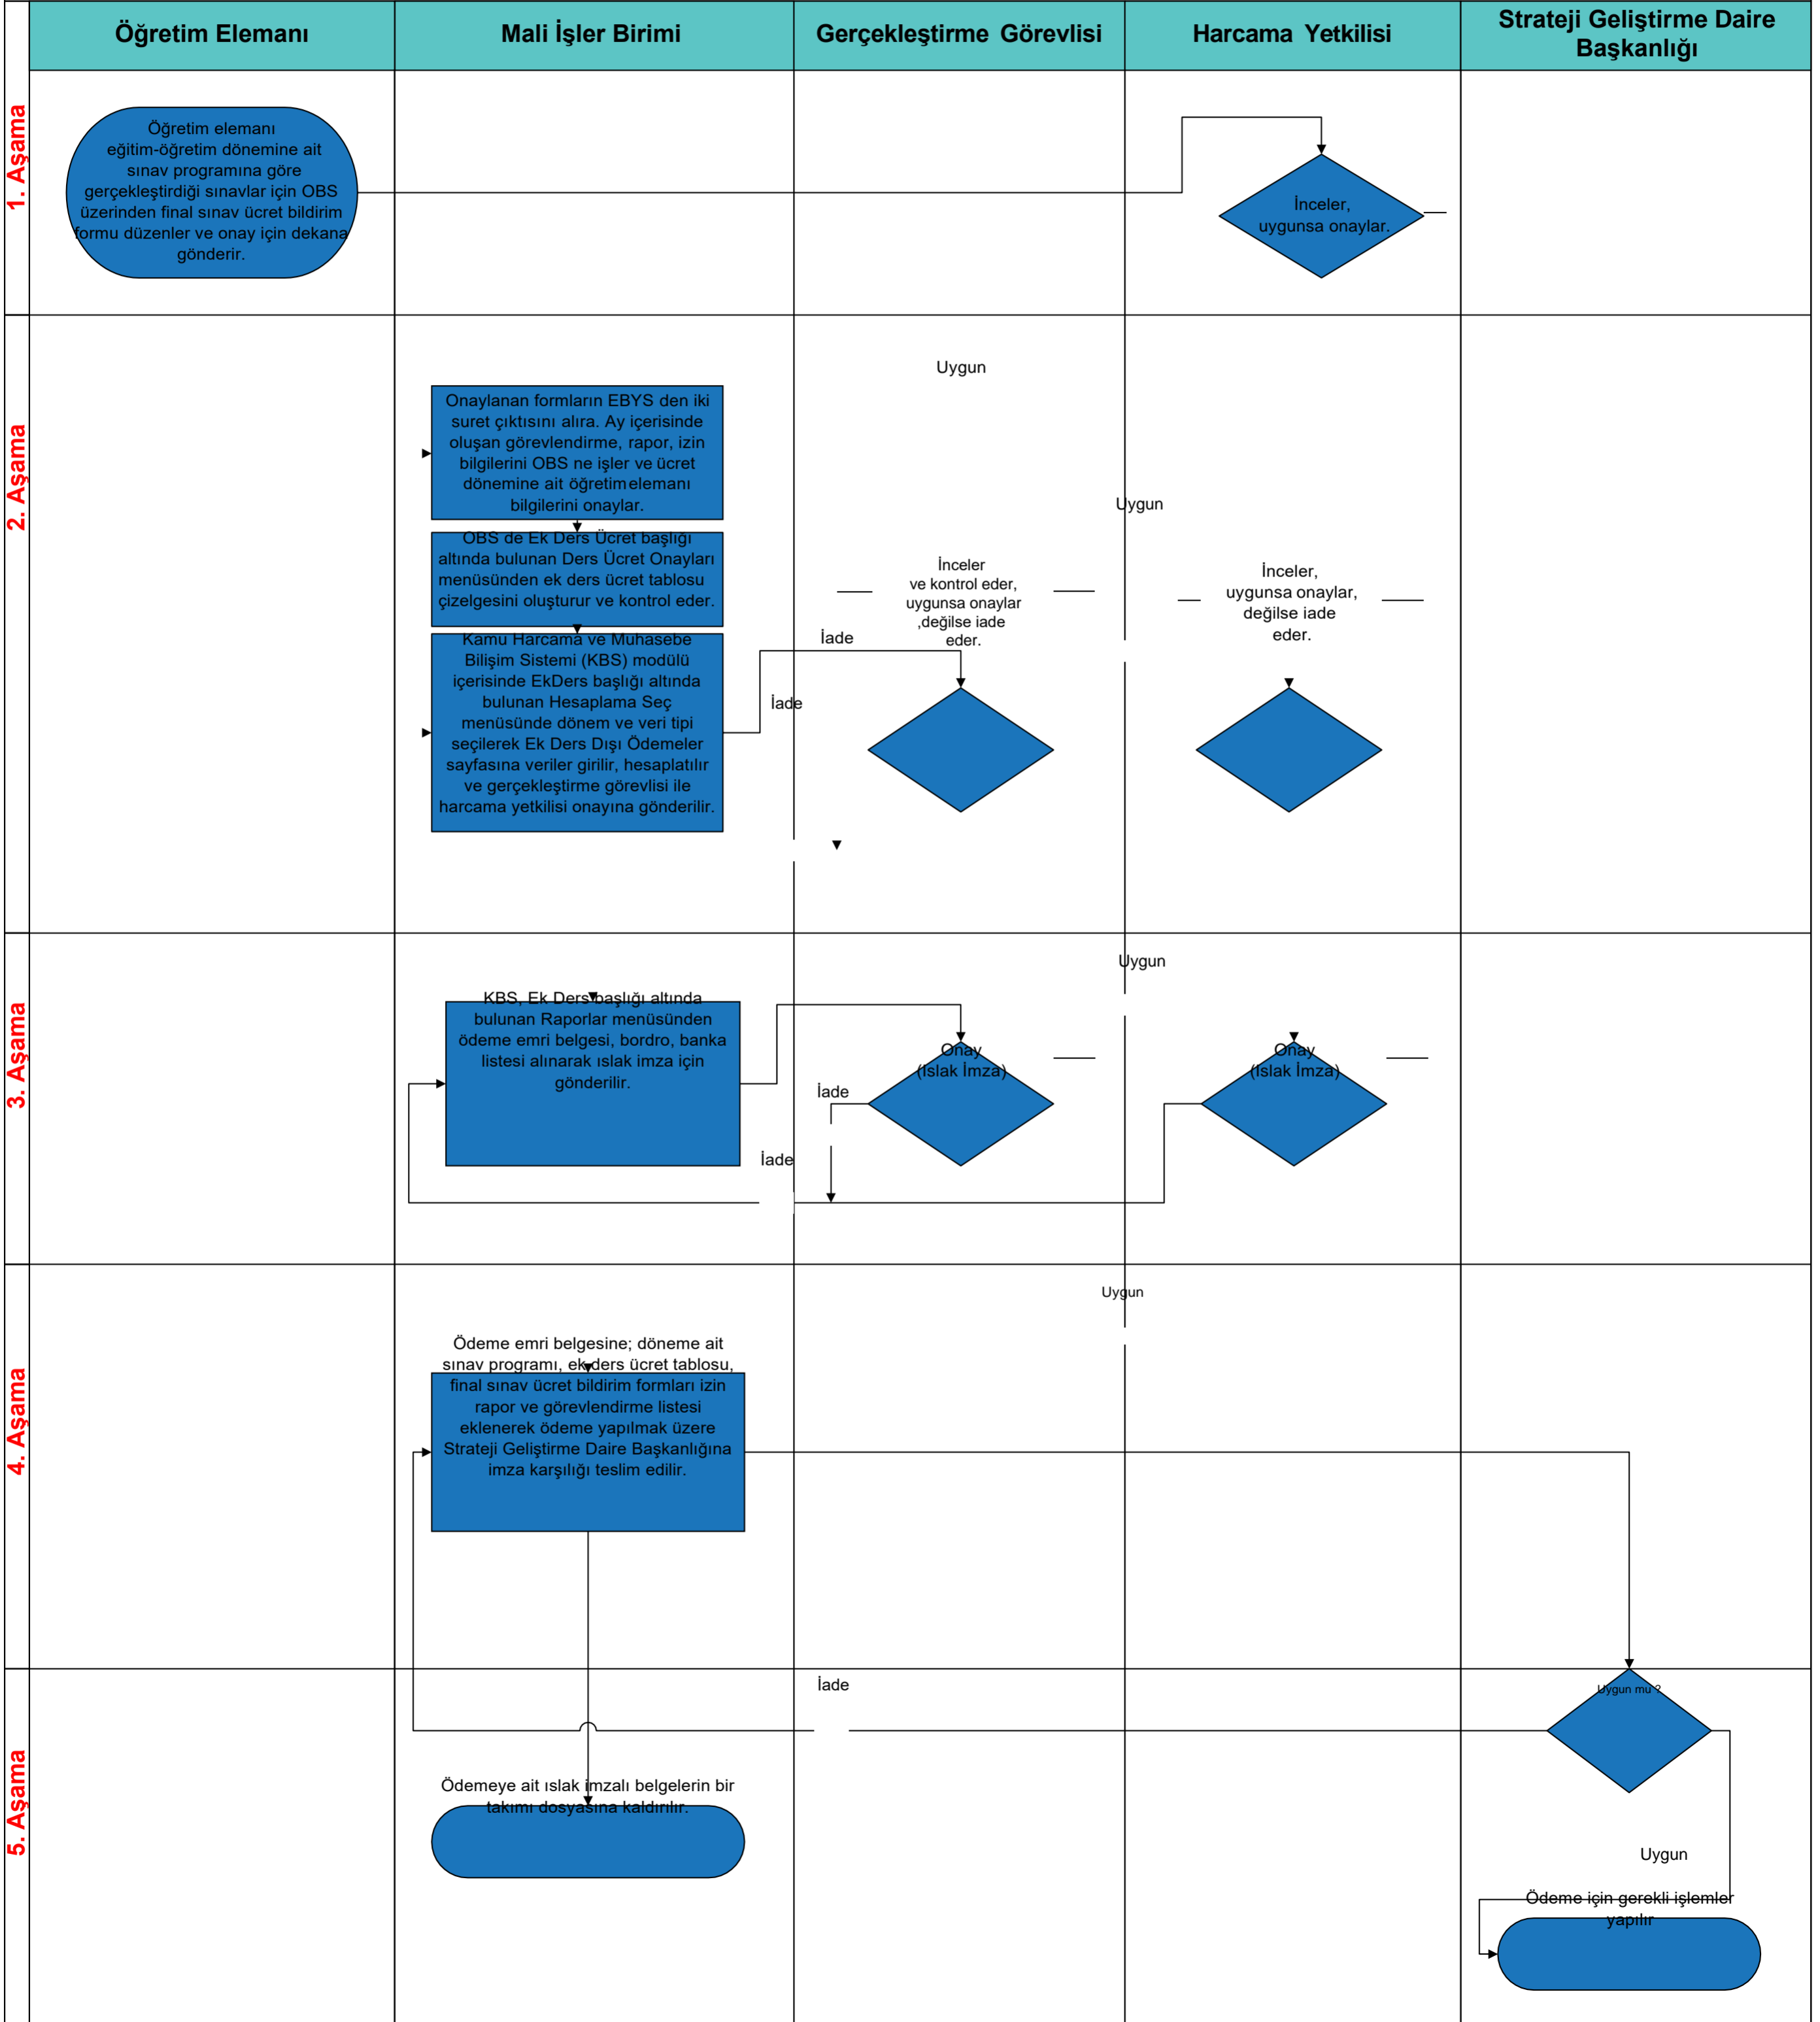 Öğretim Elemanı
Mali İşler Birimi
Gerçekleştirme Görevlisi
Harcama Yetkilisi
Strateji Geliştirme Daire
Başkanlığı
1. Aşama
Öğretim elemanı
eğitim-öğretim dönemine ait
sınav programına göre
gerçekleştirdiği sınavlar için OBS
üzerinden final sınav ücret bildirim
formu düzenler ve onay için dekana
gönderir.
İnceler,
uygunsa onaylar.
2. Aşama
Uygun
Onaylanan formların EBYS den iki
suret çıktısını alıra. Ay içerisinde
oluşan görevlendirme, rapor, izin
bilgilerini OBS ne işler ve ücret
dönemine ait öğretim elemanı
bilgilerini onaylar.
Uygun
OBS de Ek Ders Ücret başlığı
altında bulunan Ders Ücret Onayları
menüsünden ek ders ücret tablosu
çizelgesini oluşturur ve kontrol eder.
İnceler
ve kontrol eder,
uygunsa onaylar
,değilse iade
eder.
İnceler,
uygunsa onaylar,
değilse iade
eder.
Kamu Harcama ve Muhasebe
Bilişim Sistemi (KBS) modülü
içerisinde EkDers başlığı altında
bulunan Hesaplama Seç
menüsünde dönem ve veri tipi
seçilerek Ek Ders Dışı Ödemeler
sayfasına veriler girilir, hesaplatılır
ve gerçekleştirme görevlisi ile
harcama yetkilisi onayına gönderilir.
İade
İade
3. Aşama
Uygun
KBS, Ek Ders başlığı altında
bulunan Raporlar menüsünden
ödeme emri belgesi, bordro, banka
listesi alınarak ıslak imza için
gönderilir.
Onay
(Islak İmza)
Onay
(Islak İmza)
İade
İade
4. Aşama
Uygun
Ödeme emri belgesine; döneme ait
sınav programı, ek ders ücret tablosu,
final sınav ücret bildirim formları izin
rapor ve görevlendirme listesi
eklenerek ödeme yapılmak üzere
Strateji Geliştirme Daire Başkanlığına
imza karşılığı teslim edilir.
5. Aşama
İade
Uygun mu ?
Ödemeye ait ıslak imzalı belgelerin bir
takımı dosyasına kaldırılır.
Uygun
Ödeme için gerekli işlemler
yapılır